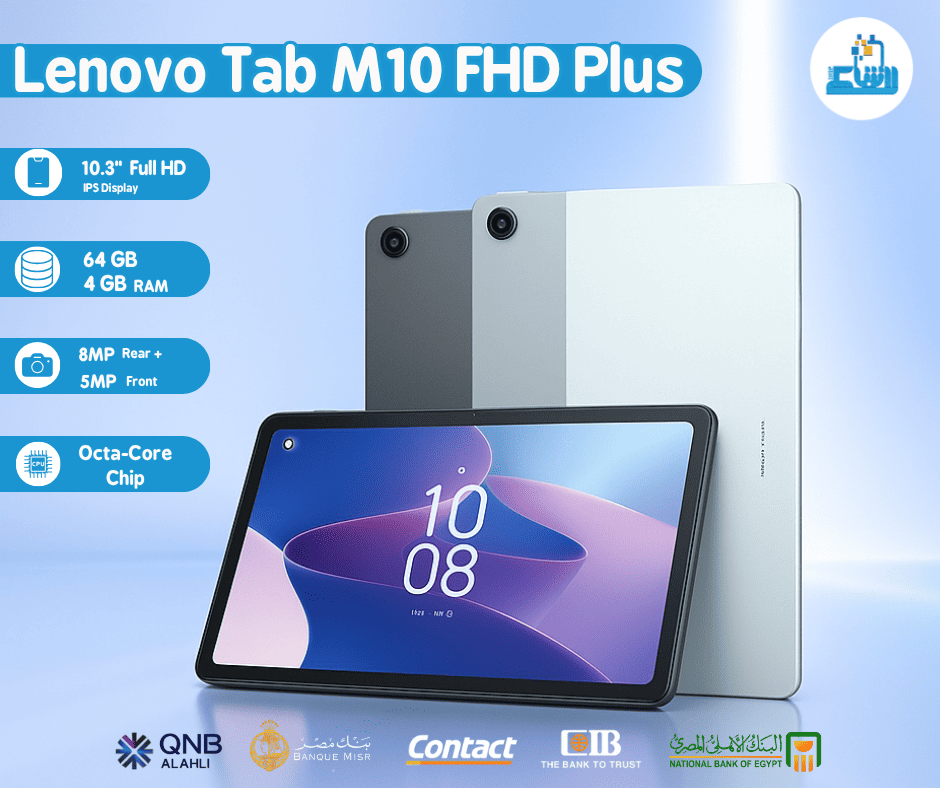 Lenovo Tab M10 FHD Plus
10.3" Full HD
IPS Display
64 GB
4 GB RAM
8MP Rear +
5MP Front
CPU
Octa-Core
Chip
10
08
QNB
ALAHLI
بنك مصر
BANQUE MISR
Contact
CIB
THE BANK TO TRUST
البنك الأهلي المصري
NATIONAL BANK OF EGYPT